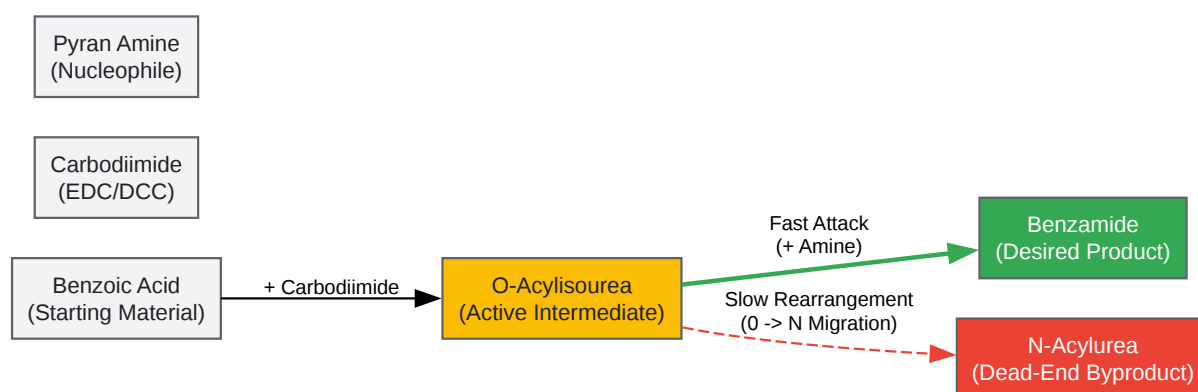 Pyran Amine
(Nucleophile)
Carbodiimide
(EDC/DCC)
Benzoic Acid
(Starting Material)
+ Carbodiimide
O-Acylisourea
(Active Intermediate)
Fast Attack
(+ Amine)
Slow Rearrangement
(0 -> N Migration)
Benzamide
(Desired Product)
N-Acylurea
(Dead-End Byproduct)